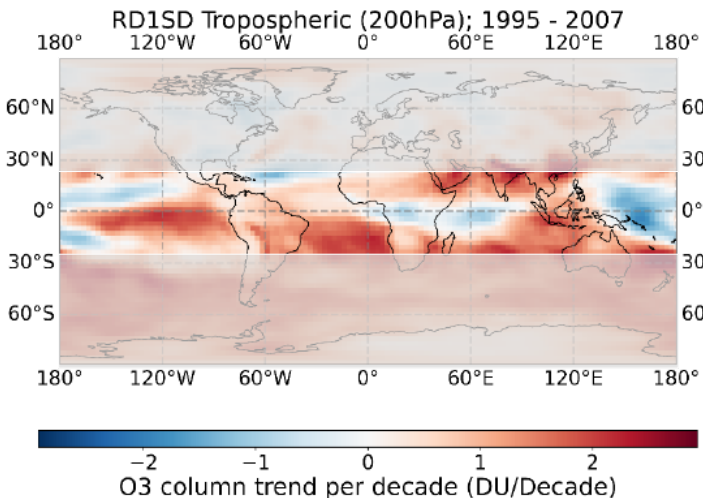 RD1SD Tropospheric (200hPa); 1995 - 2007
180° 120°W 60°W 0° 60°E 120°E 180°
60°N 60°N
30°N 30°N
0° 0°
30°S 30°S
60°S 60°S
180° 120°W 60°W 0° 60°E 120°E 180°
−2 −1 0 1 2
O3 column trend per decade (DU/Decade)